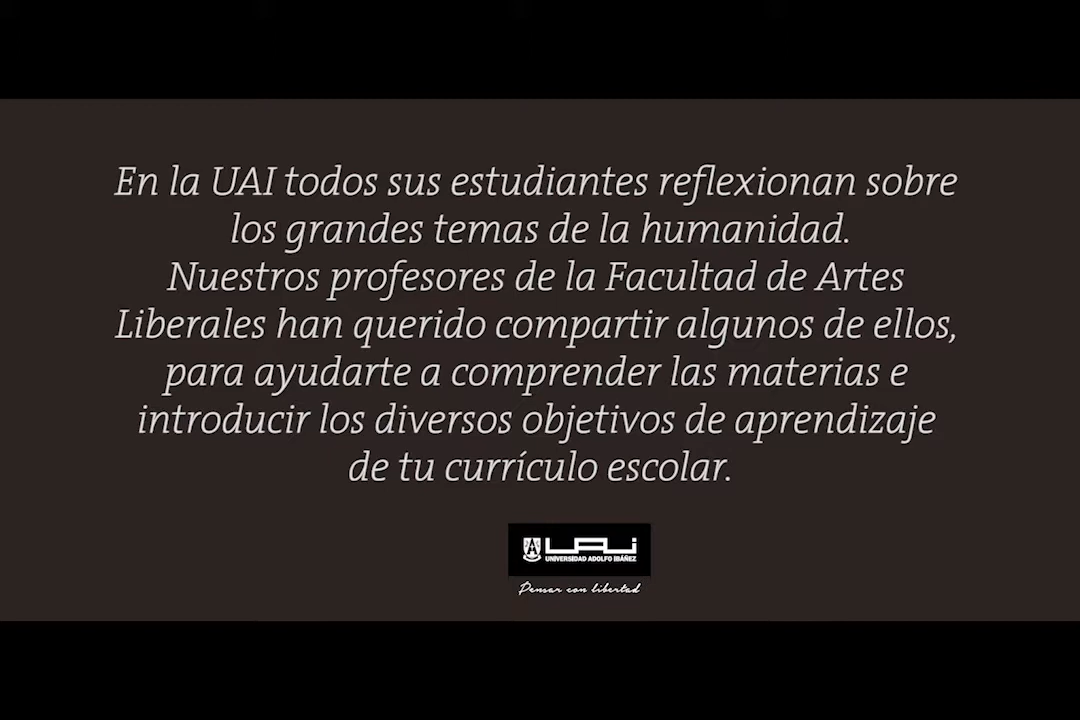 En la UAI todos sus estudiantes reflexionan sobre
los grandes temas de la humanidad.
Nuestros profesores de la Facultad de Artes
Liberales han querido compartir algunos de ellos,
para ayudarte a comprender las materias e
introducir los diversos objetivos de aprendizaje
de tu currículo escolar.
UAI
UNIVERSIDAD ADOLFO IBÁÑEZ
Pensar con libertad